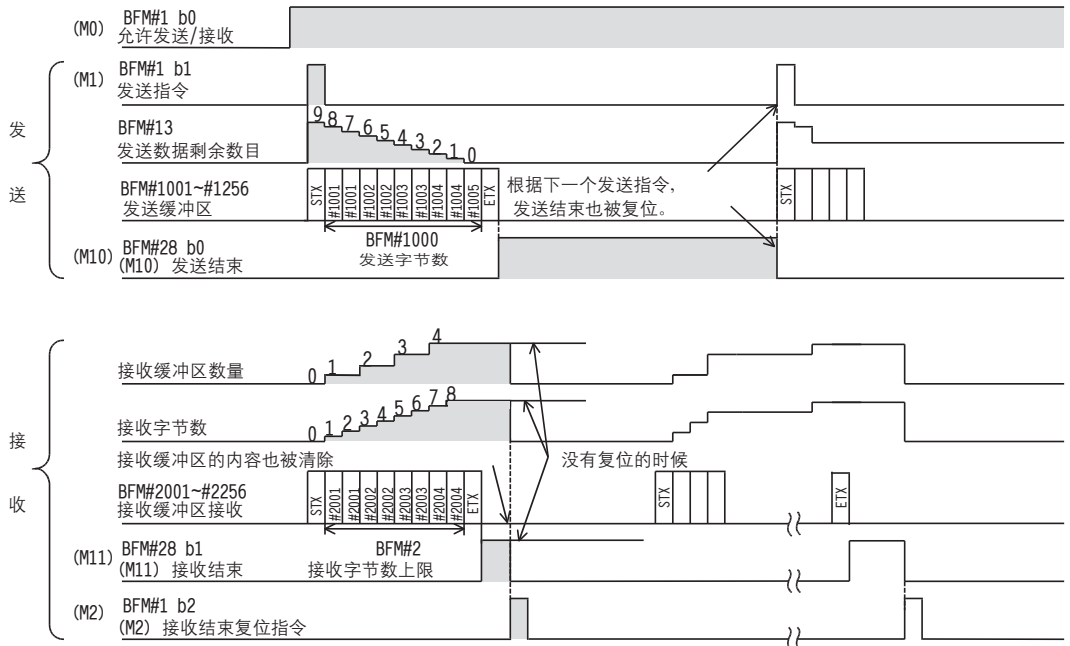 (M0) BFM#1 b0
允许发送/接收
发
送
(M1) BFM#1 b1
发送指令
BFM#13
发送数据剩余数目
9 8 7 6 5 4 3 2 1 0
BFM#1001~#1256
发送缓冲区
STX #1001 #1001 #1002 #1002 #1003 #1003 #1004 #1004 #1005 ETX
BFM#1000
发送字节数
根据下一个发送指令,
发送结束也被复位。
STX
(M10) BFM#28 b0
(M10) 发送结束
接
收
接收缓冲区数量
0 1 2 3 4
接收字节数
0 1 2 3 4 5 6 7 8
接收缓冲区的内容也被清除
没有复位的时候
BFM#2001~#2256
接收缓冲区接收
STX #2001 #2001 #2002 #2002 #2003 #2003 #2004 #2004 ETX
STX
ETX
BFM#2
接收字节数上限
(M11) BFM#28 b1
(M11) 接收结束
(M2) BFM#1 b2
(M2) 接收结束复位指令